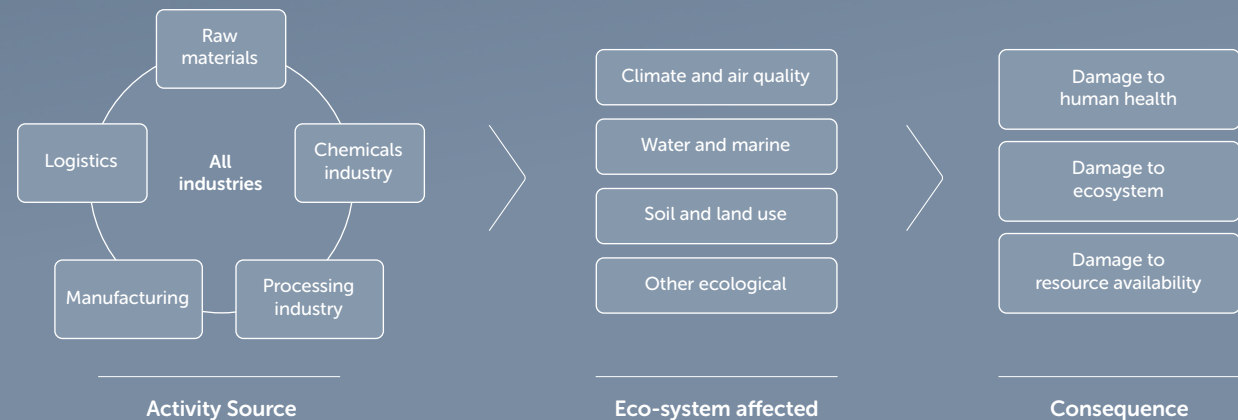 Raw
materials
Logistics
All
industries
Chemicals
industry
Manufacturing
Processing
industry
Activity Source
Climate and air quality
Water and marine
Soil and land use
Other ecological
Eco-system affected
Damage to
human health
Damage to
ecosystem
Damage to
resource availability
Consequence